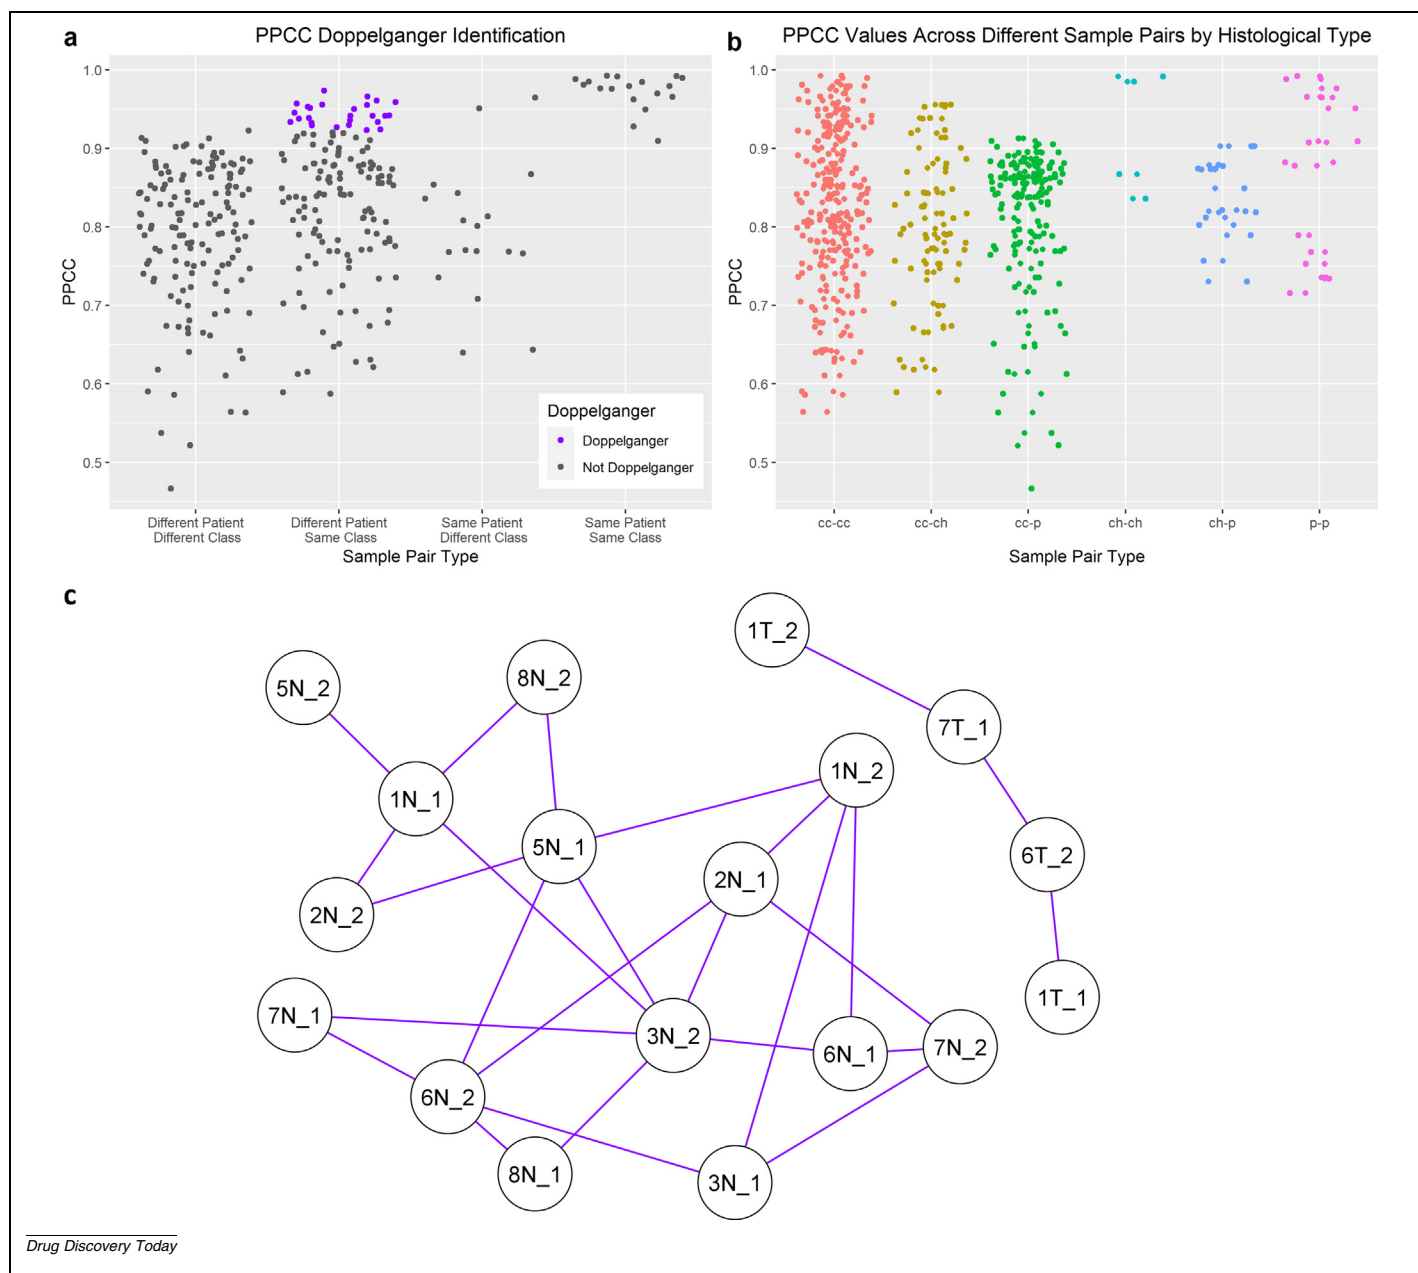 a
PPCC Doppelganger Identification
1.0
0.9
0.8
0.7
0.6
0.5
PPCC
Doppelganger
Doppelganger
Not Doppelganger
Different Patient
Different Class
Different Patient
Same Class
Same Patient
Different Class
Same Patient
Same Class
Sample Pair Type
b
PPCC Values Across Different Sample Pairs by Histological Type
1.0
0.9
0.8
0.7
0.6
0.5
PPCC
cc-cc
cc-ch
cc-p
ch-ch
ch-p
p-p
Sample Pair Type
c
1T_2
5N_2
8N_2
7T_1
1N_2
1N_1
5N_1
6T_2
2N_1
2N_2
1T_1
7N_1
3N_2
6N_1
7N_2
6N_2
8N_1
3N_1
Drug Discovery Today